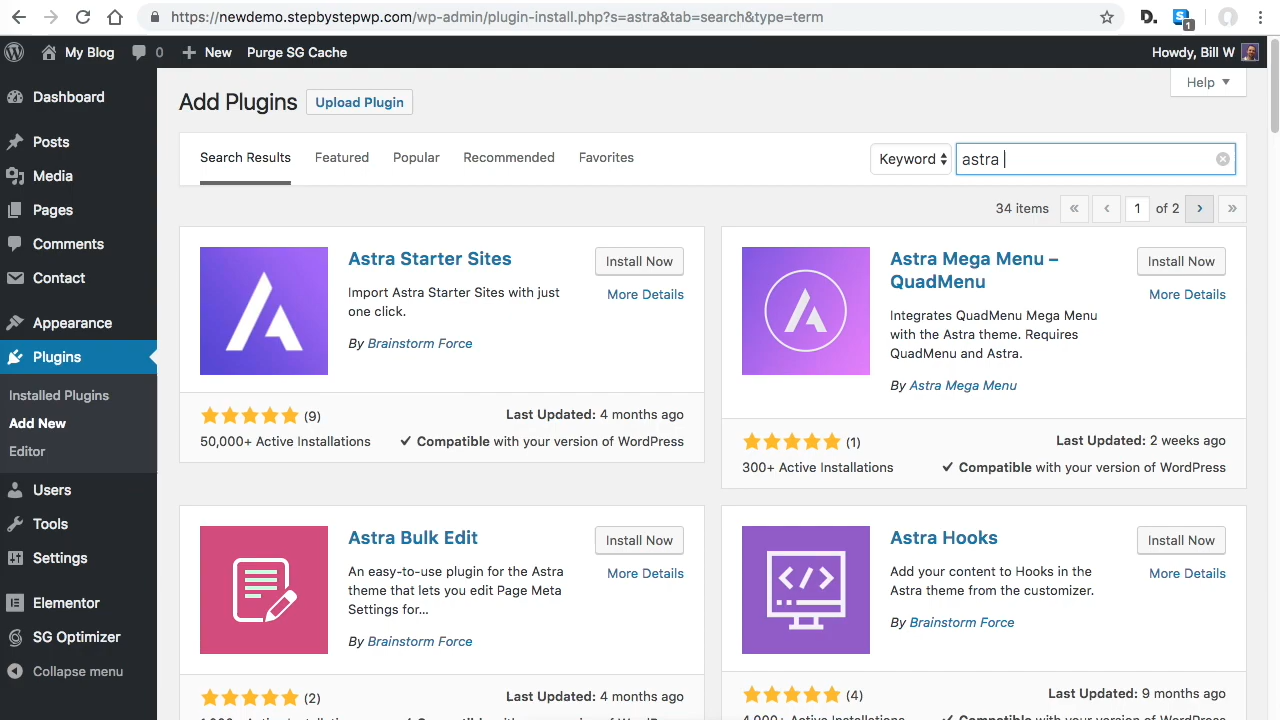 https://newdemo.stepbystepwp.com/wp-admin/plugin-install.php?s=astra&tab=search&type=term
D. S 1
My Blog 0 New Purge SG Cache Howdy, Bill W
Help
Dashboard
Posts
Media
Pages
Comments
Contact
Appearance
Plugins
Installed Plugins
Add New
Editor
Users
Tools
Settings
Elementor
SG Optimizer
Collapse menu
Add Plugins Upload Plugin
Search Results Featured Popular Recommended Favorites Keyword astra
34 items « ‹ 1 of 2 › »
Astra Starter Sites
Install Now
More Details
Import Astra Starter Sites with just
one click.
By Brainstorm Force
(9)
Last Updated: 4 months ago
50,000+ Active Installations
Compatible with your version of WordPress
Astra Mega Menu –
QuadMenu
Install Now
More Details
Integrates QuadMenu Mega Menu
with the Astra theme. Requires
QuadMenu and Astra.
By Astra Mega Menu
(1)
Last Updated: 2 weeks ago
300+ Active Installations
Compatible with your version of WordPress
Astra Bulk Edit
Install Now
More Details
An easy-to-use plugin for the Astra
theme that lets you edit Page Meta
Settings for...
By Brainstorm Force
(2)
Last Updated: 4 months ago
Astra Hooks
Install Now
More Details
Add your content to Hooks in the
Astra theme from the customizer.
By Brainstorm Force
(4)
Last Updated: 9 months ago